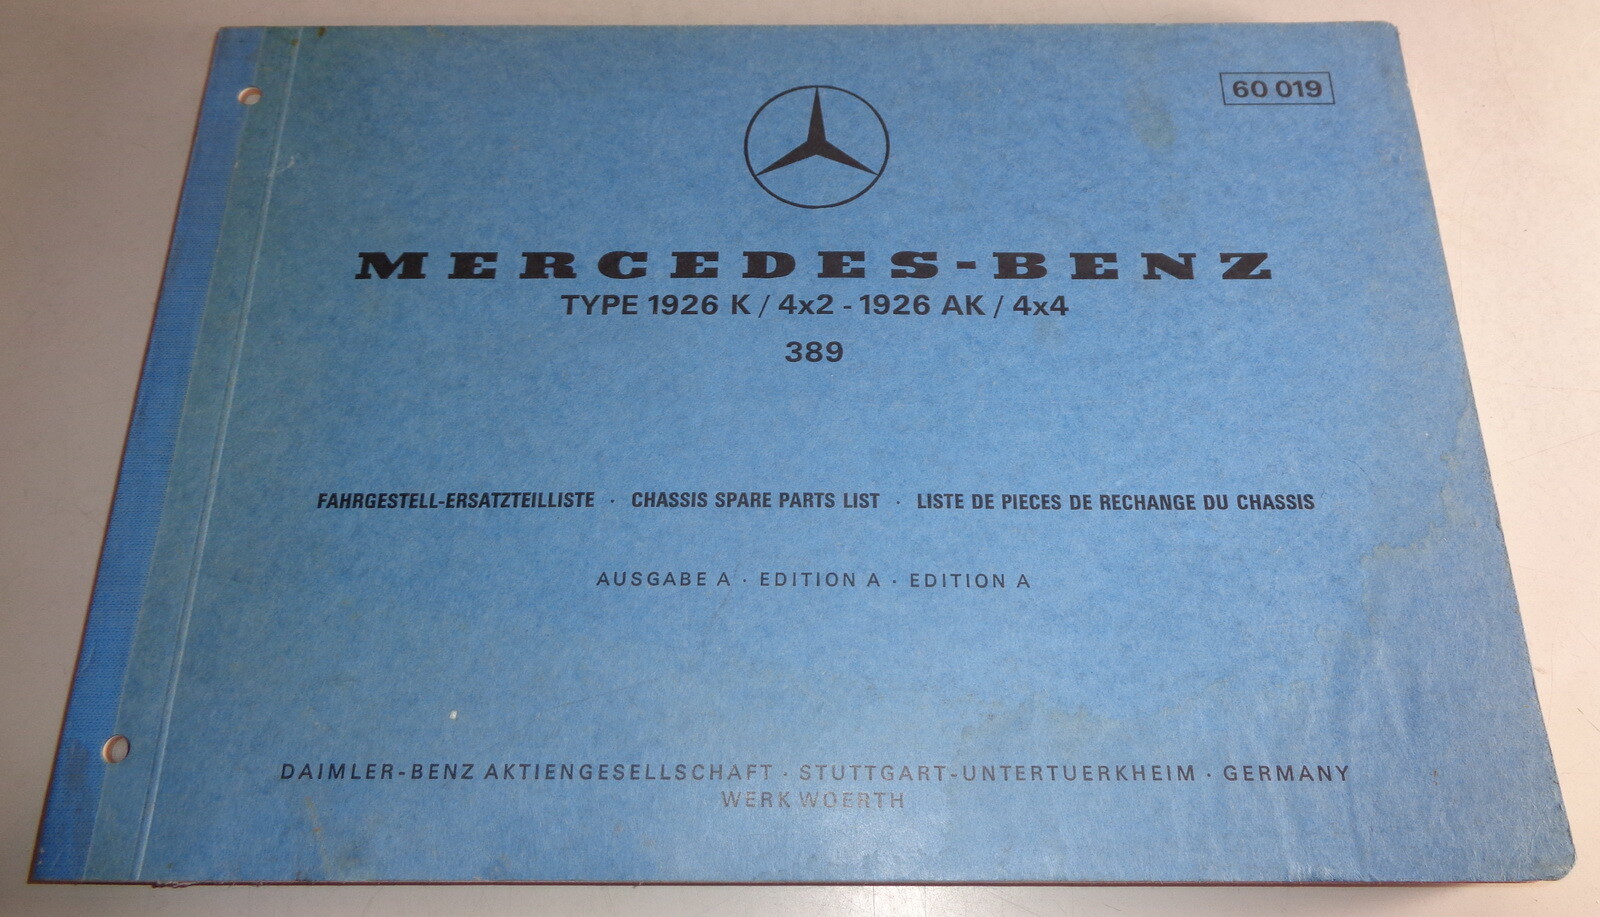 60 019
MERCEDES-BENZ
TYPE 1926 K / 4x2 - 1926 AK / 4x4
389
FAHRGESTELL-ERSATZTEILLISTE · CHASSIS SPARE PARTS LIST · LISTE DE PIECES DE RECHANGE DU CHASSIS
AUSGABE A · EDITION A · EDITION A
DAIMLER-BENZ AKTIENGESELLSCHAFT · STUTTGART-UNTERTUERKHEIM · GERMANY
WERK WOERTH